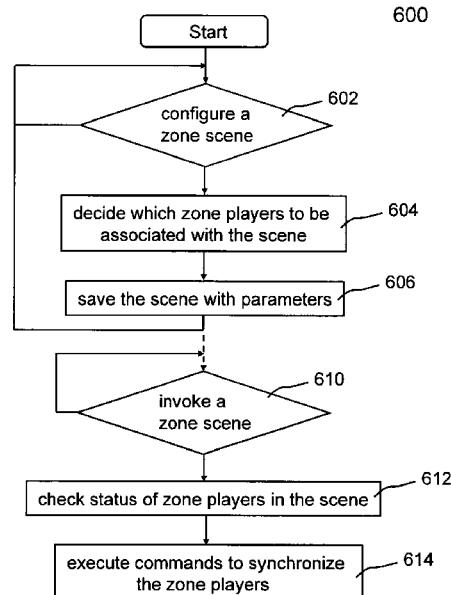 600
Start
602
configure a
zone scene
decide which zone players to be
associated with the scene
604
save the scene with parameters
606
610
invoke a
zone scene
check status of zone players in the scene
612
execute commands to synchronize
the zone players
614